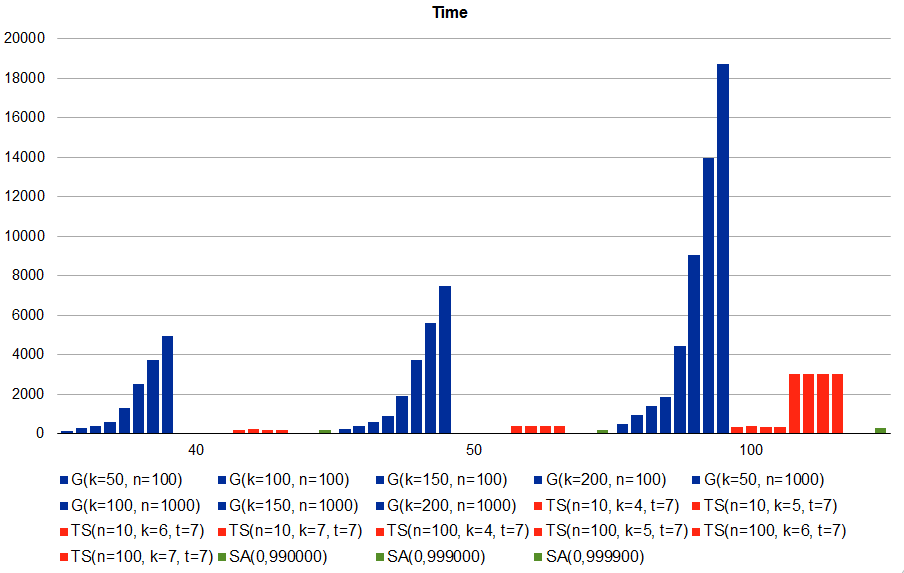 Time
20000
18000
16000
14000
12000
10000
8000
6000
4000
2000
0
40 50 100
G(k=50, n=100) G(k=100, n=100) G(k=150, n=100) G(k=200, n=100) G(k=50, n=1000)
G(k=100, n=1000) G(k=150, n=1000) G(k=200, n=1000) TS(n=10, k=4, t=7) TS(n=10, k=5, t=7)
TS(n=10, k=6, t=7) TS(n=10, k=7, t=7) TS(n=100, k=4, t=7) TS(n=100, k=5, t=7) TS(n=100, k=6, t=7)
TS(n=100, k=7, t=7) SA(0,990000) SA(0,999000) SA(0,999900)